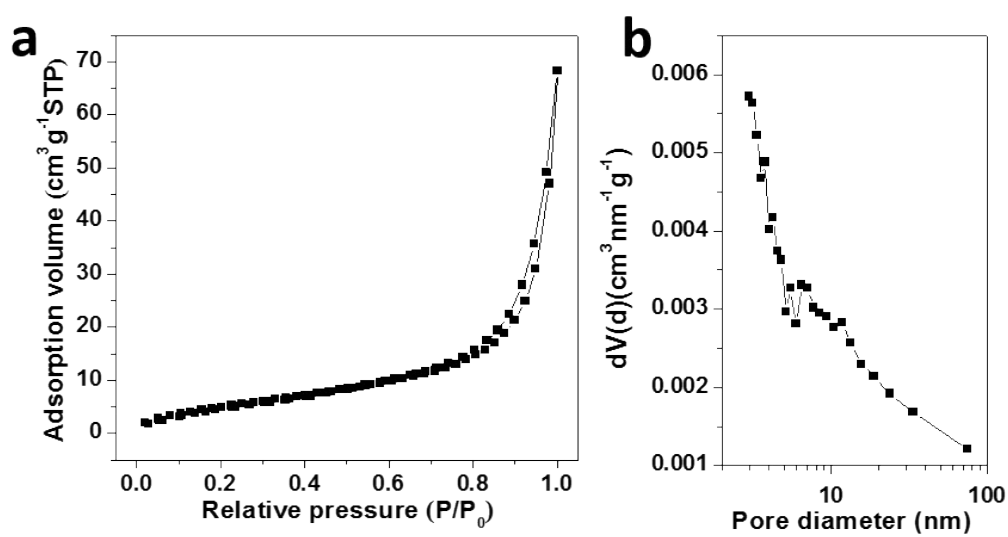 a
Adsorption volume (cm³g⁻¹STP)
70
60
50
40
30
20
10
0
0.0 0.2 0.4 0.6 0.8 1.0
Relative pressure (P/P₀)
b
dV(d)(cm³nm⁻¹g⁻¹)
0.006
0.005
0.004
0.003
0.002
0.001
10 100
Pore diameter (nm)